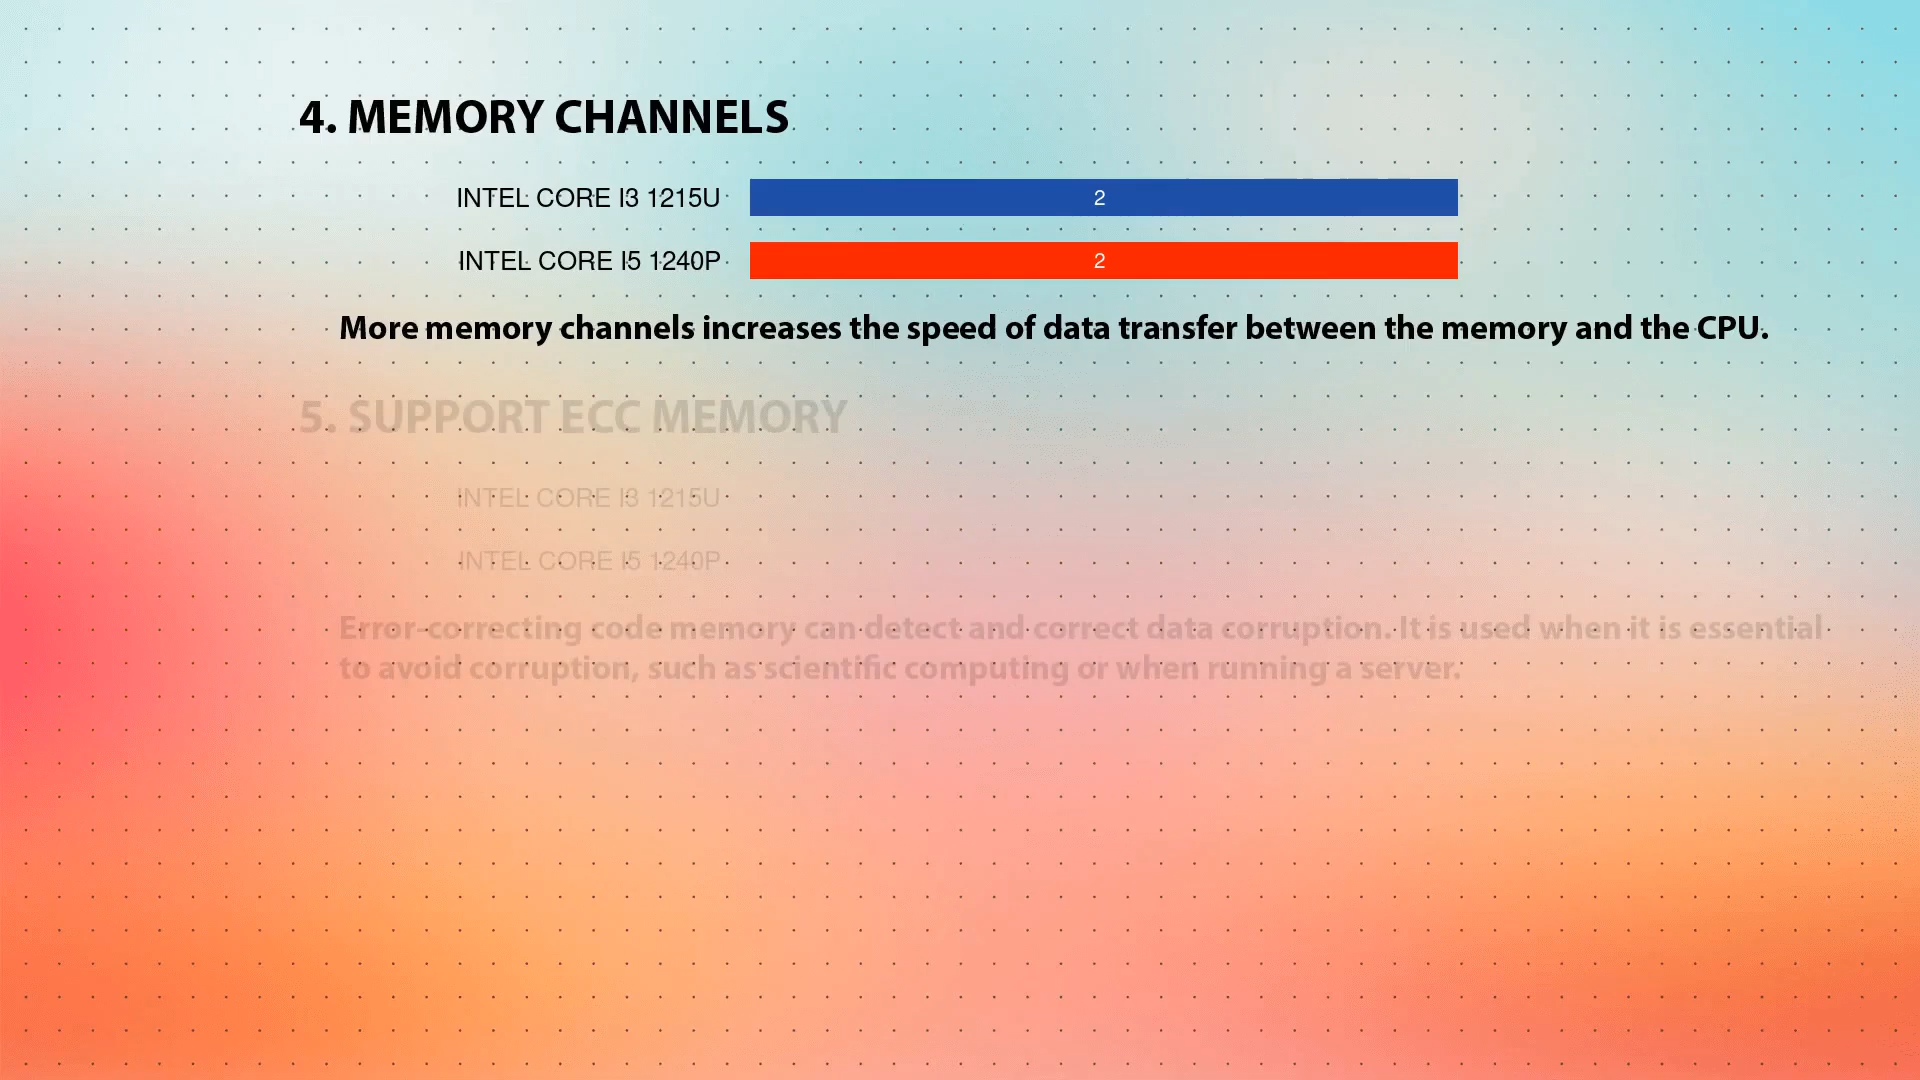 4. MEMORY CHANNELS
INTEL CORE I3 1215U
2
INTEL CORE I5 1240P
2
More memory channels increases the speed of data transfer between the memory and the CPU.
5. SUPPORT ECC MEMORY
INTEL CORE I3 1215U
INTEL CORE I5 1240P
Error-correcting code memory can detect and correct data corruption. It is used when it is essential
to avoid corruption, such as scientific computing or when running a server.